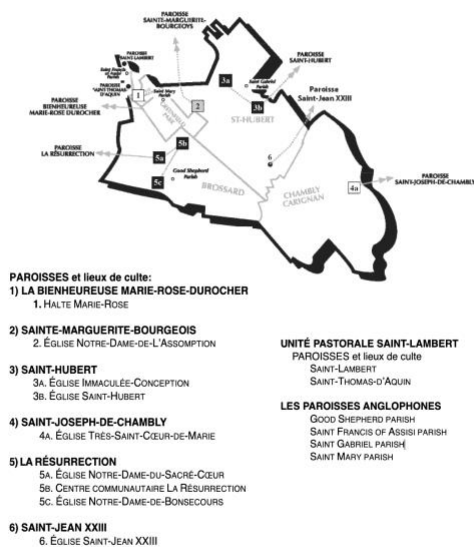 PAROISSE
SAINTE-MARGUERITE-
BOURGEOYS
PAROISSE
SAINT-LAMBERT
Saint Francis
of Assisi
Parish
PAROISSE
SAINT-THOMAS
D'AQUIN
1
Saint Mary
Parish
2
3a
Saint Gabriel
Parish
3b
PAROISSE
SAINT-HUBERT
Paroisse
Saint-Jean XXIII
PAROISSE
BIENHEUREUSE
MARIE-ROSE DUROCHER
ST-HUBERT
PAROISSE
LA RÉSURRECTION
5a
5b
5c
Good Shepherd
Parish
6
BROSSARD
CHAMBLY
CARIGNAN
4a
PAROISSE
SAINT-JOSEPH-DE-CHAMBLY
PAROISSES et lieux de culte:
1) LA BIENHEUREUSE MARIE-ROSE-DUROCHER
1. HALTE MARIE-ROSE
2) SAINTE-MARGUERITE-BOURGEOIS
2. ÉGLISE NOTRE-DAME-DE-L'ASSOMPTION
3) SAINT-HUBERT
3A. ÉGLISE IMMACULÉE-CONCEPTION
3B. ÉGLISE SAINT-HUBERT
4) SAINT-JOSEPH-DE-CHAMBLY
4A. ÉGLISE TRÈS-SAINT-CŒUR-DE-MARIE
5) LA RÉSURRECTION
5A. ÉGLISE NOTRE-DAME-DU-SACRÉ-CŒUR
5B. CENTRE COMMUNAUTAIRE LA RÉSURRECTION
5C. ÉGLISE NOTRE-DAME-DE-BONSECOURS
6) SAINT-JEAN XXIII
6. ÉGLISE SAINT-JEAN XXIII
UNITÉ PASTORALE SAINT-LAMBERT
PAROISSES et lieux de culte
SAINT-LAMBERT
SAINT-THOMAS-D'AQUIN
LES PAROISSES ANGLOPHONES
GOOD SHEPHERD PARISH
SAINT FRANCIS OF ASSISI PARISH
SAINT GABRIEL PARISH
SAINT MARY PARISH